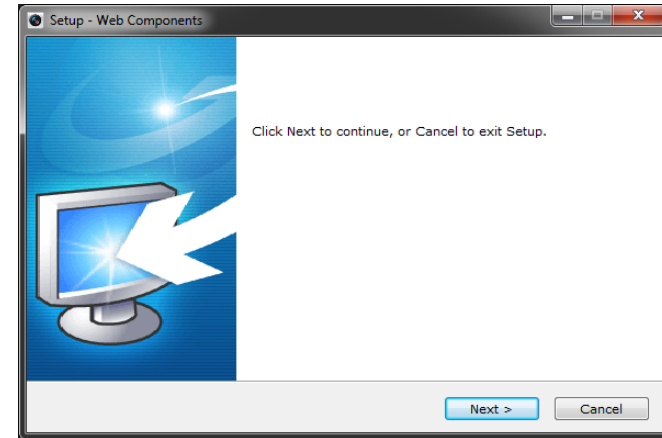 Setup - Web Components
Click Next to continue, or Cancel to exit Setup.
Next >
Cancel